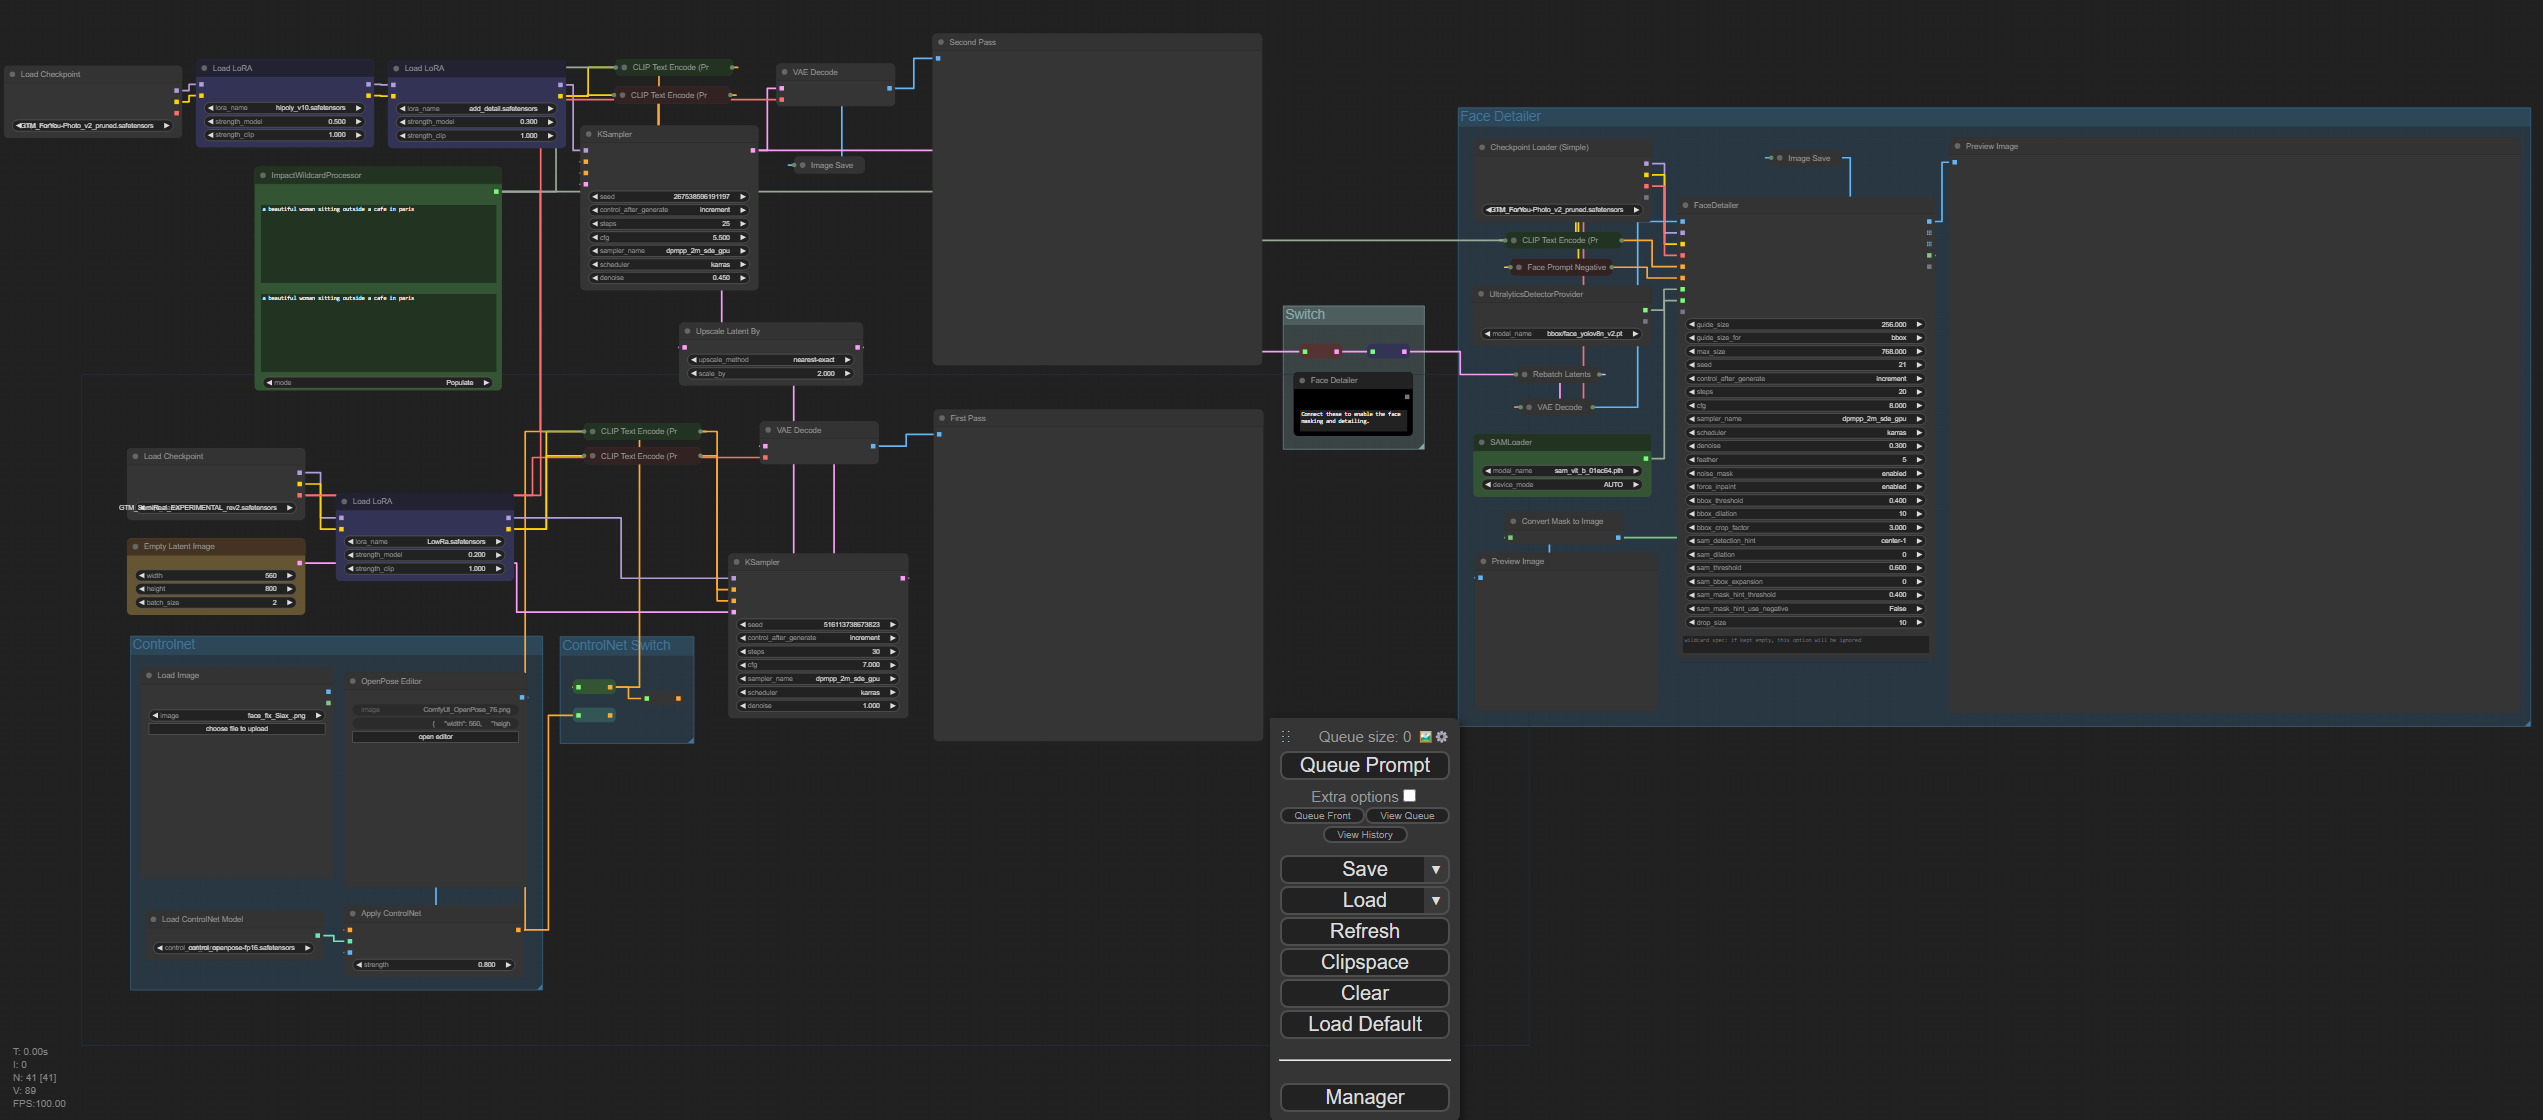 Load Checkpoint
GTM_ForYou-Photo_v2_pruned.safetensors
Load LoRA
lora_name hipoly_v10.safetensors
strength_model 0.500
strength_clip 1.000
Load LoRA
lora_name add_detail.safetensors
strength_model 0.300
strength_clip 1.000
CLIP Text Encode (Pr
CLIP Text Encode (Pr
VAE Decode
Image Save
KSampler
seed 267538596191197
control_after_generate increment
steps 25
cfg 5.500
sampler_name dpmpp_2m_sde_gpu
scheduler karras
denoise 0.450
Second Pass
ImpactWildcardProcessor
a beautiful woman sitting outside a cafe in paris
a beautiful woman sitting outside a cafe in paris
mode Populate
Upscale Latent By
upscale_method nearest-exact
scale_by 2.000
Load Checkpoint
Load LoRA
lora_name LowRa.safetensors
strength_model 0.200
strength_clip 1.000
Empty Latent Image
width 560
height 800
batch_size 2
CLIP Text Encode (Pr
CLIP Text Encode (Pr
VAE Decode
First Pass
KSampler
seed 516113738673823
control_after_generate increment
steps 30
cfg 7.000
sampler_name dpmpp_2m_sde_gpu
scheduler karras
denoise 1.000
Controlnet
Load Image
image face_fix_Siax_.png
choose file to upload
OpenPose Editor
image ComfyUI_OpenPose_76.png
{ "width": 560, "heigh
open editor
Load ControlNet Model
Apply ControlNet
strength 0.800
ControlNet Switch
Switch
Face Detailer
Connect these to enable the face
masking and detailing.
Face Detailer
Checkpoint Loader (Simple)
GTM_ForYou-Photo_v2_pruned.safetensors
CLIP Text Encode (Pr
Face Prompt Negative
UltralyticsDetectorProvider
model_name bbox/face_yolov8n_v2.pt
Rebatch Latents
VAE Decode
SAMLoader
model_name sam_vit_b_01ec64.pth
device_mode AUTO
Convert Mask to Image
Preview Image
Image Save
FaceDetailer
guide_size 256.000
guide_size_for bbox
max_size 768.000
seed 21
control_after_generate increment
steps 20
cfg 8.000
sampler_name dpmpp_2m_sde_gpu
scheduler karras
denoise 0.300
feather 5
noise_mask enabled
force_inpaint enabled
bbox_threshold 0.400
bbox_dilation 10
bbox_crop_factor 3.000
sam_detection_hint center-1
sam_dilation 0
sam_threshold 0.600
sam_bbox_expansion 0
sam_mask_hint_threshold 0.400
sam_mask_hint_use_negative False
drop_size 10
wildcard spec: if kept empty, this option will be ignored
Preview Image
Queue size: 0
Queue Prompt
Extra options
Queue Front View Queue
View History
Save
Load
Refresh
Clipspace
Clear
Load Default
Manager
T: 0.00s
I: 0
N: 41 [41]
V: 89
FPS:100.00